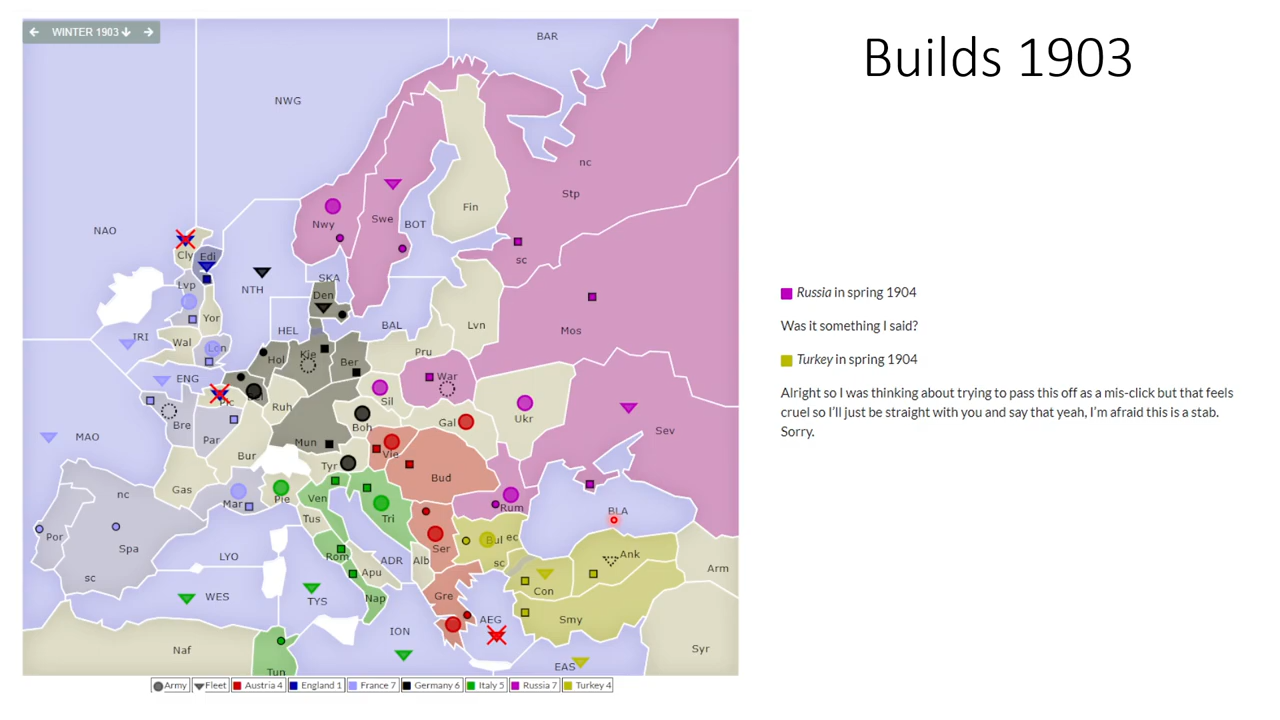 WINTER 1903
Builds 1903
BAR
NWG
nc
Stp
NAO
Nwy
Swe
Fin
BOT
Cly
Edi
sc
SKA
NTH
Lvp
Den
Yor
IRI
HEL
BAL
Lvn
Mos
Wal
Lon
Hol
Kie
Ber
Pru
War
ENG
Pic
Bel
Ruh
Sil
Ukr
Bre
Par
Boh
Gal
Sev
MAO
Mun
Vie
Bur
Tyr
Bud
Gas
nc
Mar
Pie
Ven
Tri
Rum
BLA
Por
Spa
Tus
Ser
Bul
ec
Ank
LYO
Rom
ADR
Alb
sc
Arm
sc
Apu
Con
WES
TYS
Nap
Gre
AEG
Smy
ION
Naf
Tun
EAS
Syr
Army Fleet Austria 4 England 1 France 7 Germany 6 Italy 5 Russia 7 Turkey 4
Russia in spring 1904
Was it something I said?
Turkey in spring 1904
Alright so I was thinking about trying to pass this off as a mis-click but that feels
cruel so I'll just be straight with you and say that yeah, I'm afraid this is a stab.
Sorry.